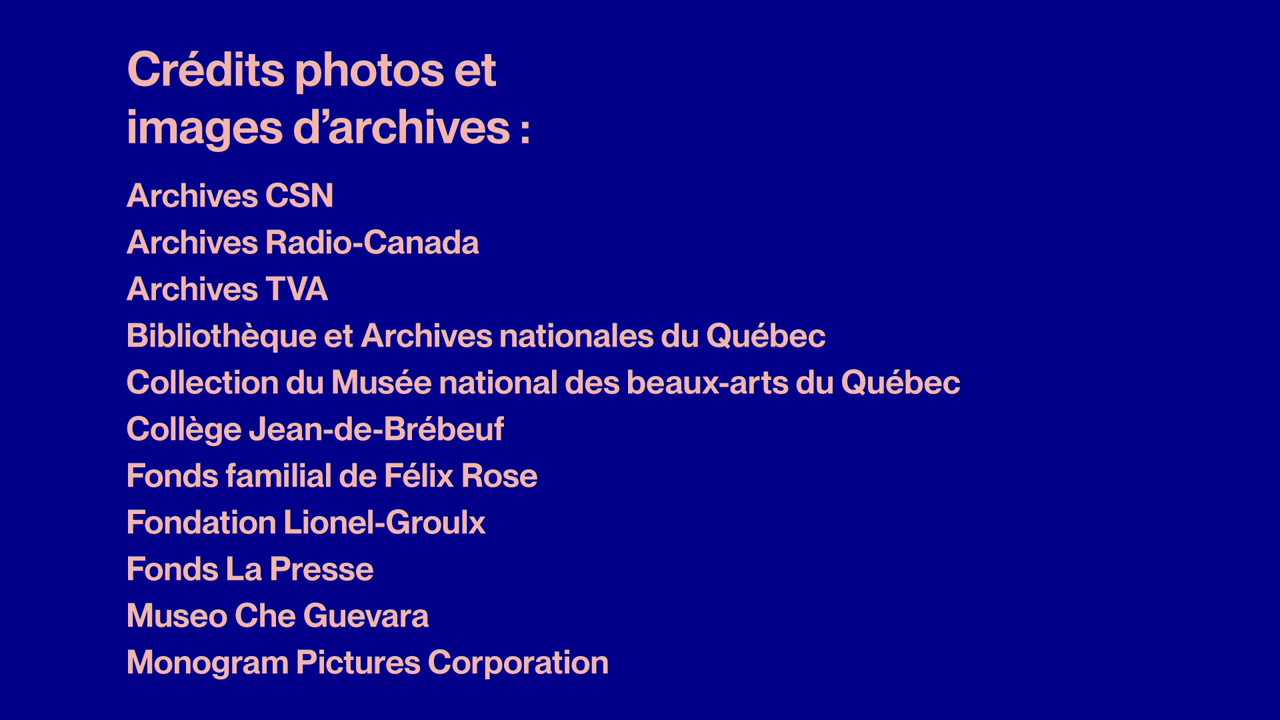 Crédits photos et
images d’archives :
Archives CSN
Archives Radio-Canada
Archives TVA
Bibliothèque et Archives nationales du Québec
Collection du Musée national des beaux-arts du Québec
Collège Jean-de-Brébeuf
Fonds familial de Félix Rose
Fondation Lionel-Groulx
Fonds La Presse
Museo Che Guevara
Monogram Pictures Corporation